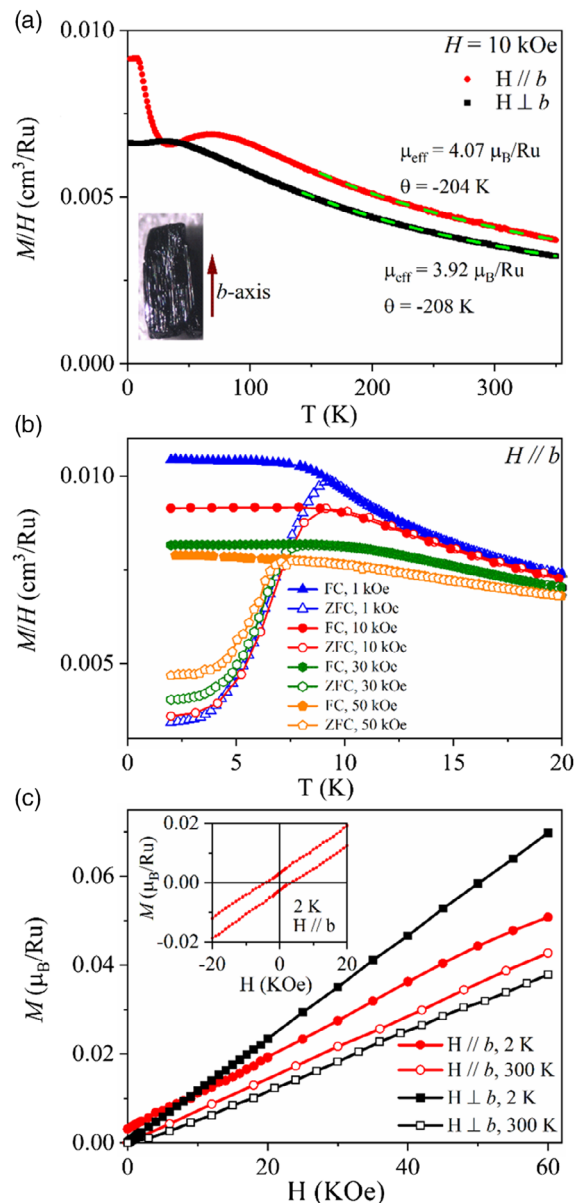 (a)
0.010
0.005
0.000
M/H (cm³/Ru)
H = 10 kOe
H // b
H ⊥ b
μeff = 4.07 μB/Ru
θ = -204 K
μeff = 3.92 μB/Ru
θ = -208 K
b-axis
0 100 200 300
T (K)
(b)
H // b
0.010
0.005
M/H (cm³/Ru)
FC, 1 kOe
ZFC, 1 kOe
FC, 10 kOe
ZFC, 10 kOe
FC, 30 kOe
ZFC, 30 kOe
FC, 50 kOe
ZFC, 50 kOe
0 5 10 15 20
T (K)
(c)
0.06
0.04
0.02
0.00
M (μB/Ru)
0.02
0.00
-0.02
M (μB/Ru)
2 K
H // b
-20 0 20
H (KOe)
H // b, 2 K
H // b, 300 K
H ⊥ b, 2 K
H ⊥ b, 300 K
0 20 40 60
H (KOe)